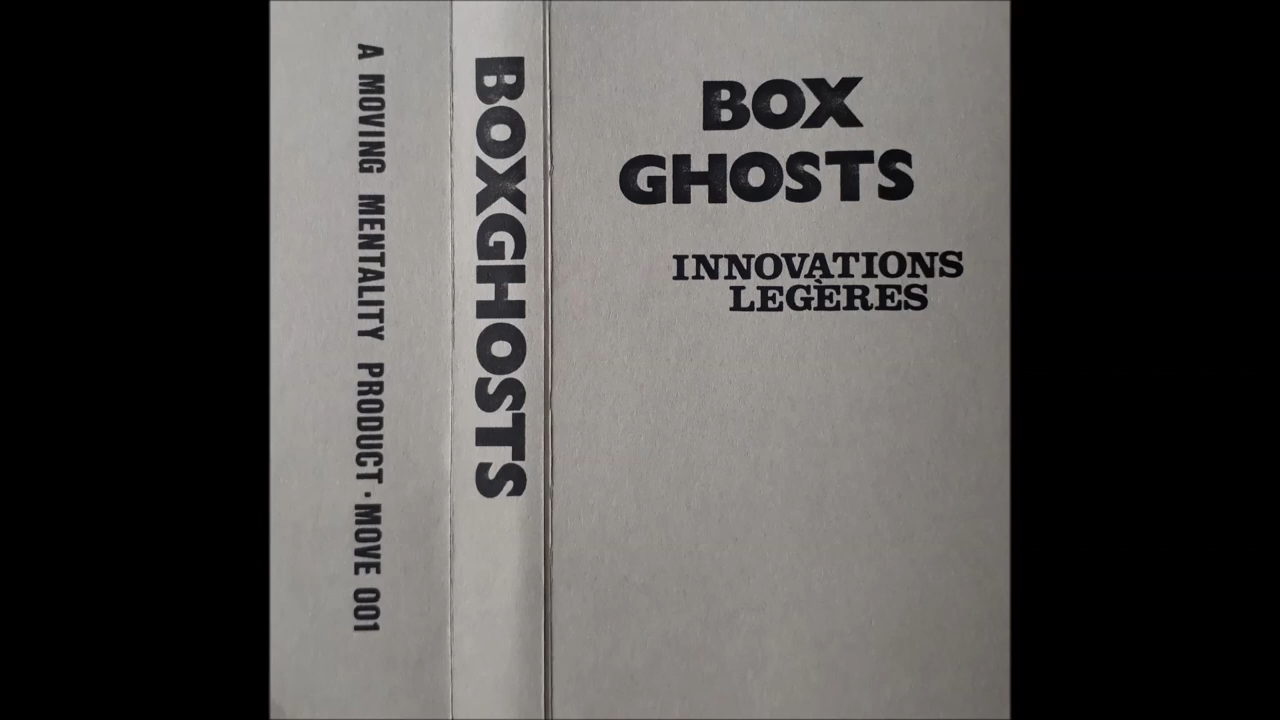 A MOVING MENTALITY PRODUCT · MOVE 001
BOXGHOSTS
BOX
GHOSTS
INNOVATIONS
LEGÈRES